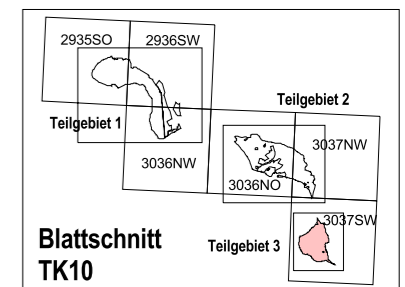 2935SO 2936SW
Teilgebiet 2
Teilgebiet 1
3037NW
3036NW
3036NO
3037SW
Blattschnitt
Teilgebiet 3
TK10